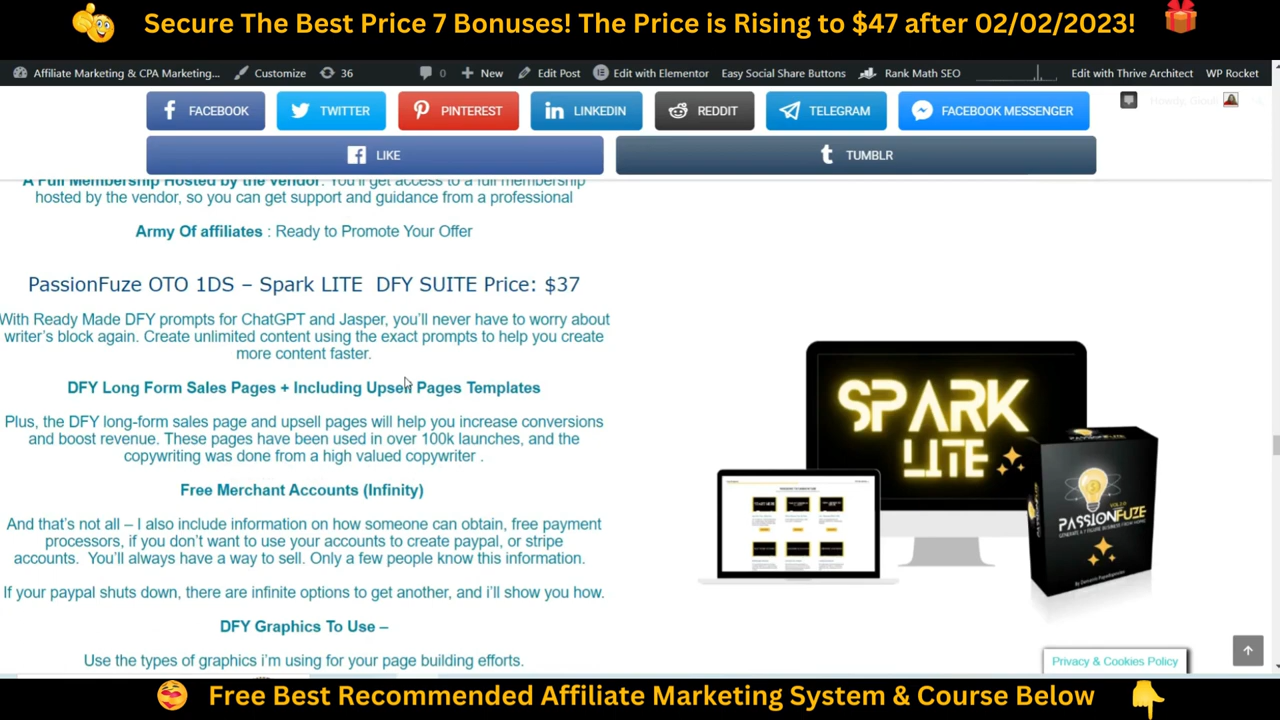 Secure The Best Price 7 Bonuses! The Price is Rising to $47 after 02/02/2023!
Affiliate Marketing & CPA Marketing... Customize 36 0 New Edit Post Edit with Elementor Easy Social Share Buttons Rank Math SEO Edit with Thrive Architect WP Rocket
FACEBOOK TWITTER PINTEREST LINKEDIN REDDIT TELEGRAM FACEBOOK MESSENGER
LIKE TUMBLR
A Full Membership Hosted by the Vendor: You'll get access to a full membership
hosted by the vendor, so you can get support and guidance from a professional
Army Of affiliates : Ready to Promote Your Offer
PassionFuze OTO 1DS – Spark LITE DFY SUITE Price: $37
With Ready Made DFY prompts for ChatGPT and Jasper, you'll never have to worry about
writer's block again. Create unlimited content using the exact prompts to help you create
more content faster.
DFY Long Form Sales Pages + Including Upsell Pages Templates
Plus, the DFY long-form sales page and upsell pages will help you increase conversions
and boost revenue. These pages have been used in over 100k launches, and the
copywriting was done from a high valued copywriter .
Free Merchant Accounts (Infinity)
And that's not all – I also include information on how someone can obtain, free payment
processors, if you don't want to use your accounts to create paypal, or stripe
accounts. You'll always have a way to sell. Only a few people know this information.
If your paypal shuts down, there are infinite options to get another, and i'll show you how.
DFY Graphics To Use –
Use the types of graphics i'm using for your page building efforts.
SPARK
LITE
PASSIONFUZE
Privacy & Cookies Policy
Free Best Recommended Affiliate Marketing System & Course Below